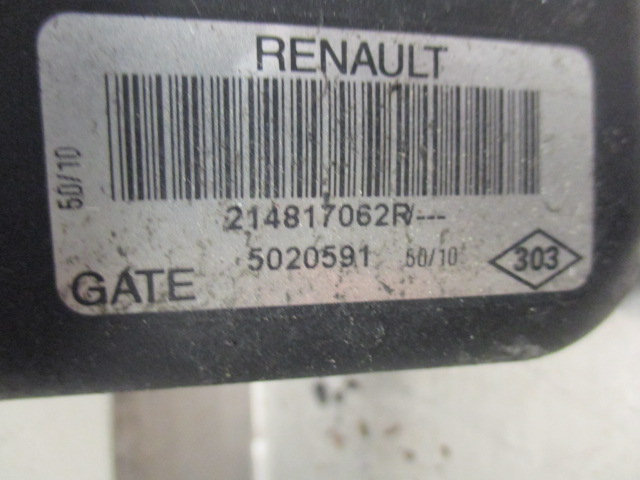 RENAULT
50/10
214817062R/---
5020591 50/10 303
GATE